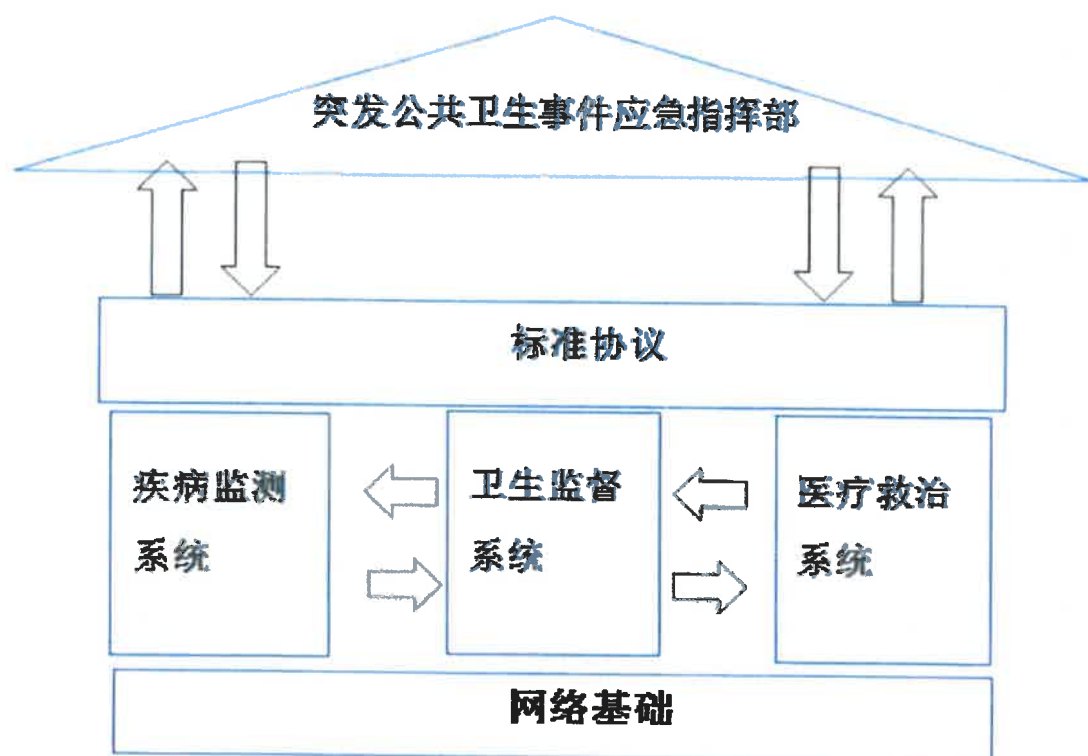 突发公共卫生事件应急指挥部
标准协议
疾病监测
系统
卫生监督
系统
医疗救治
系统
网络基础